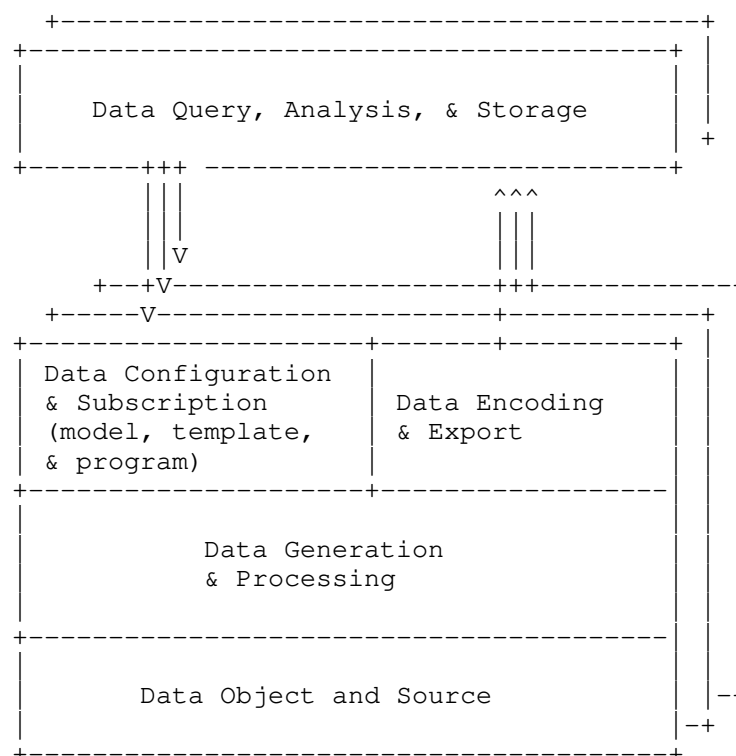 Data Query, Analysis, & Storage
Data Configuration
& Subscription
(model, template,
& program)
Data Encoding
& Export
Data Generation
& Processing
Data Object and Source